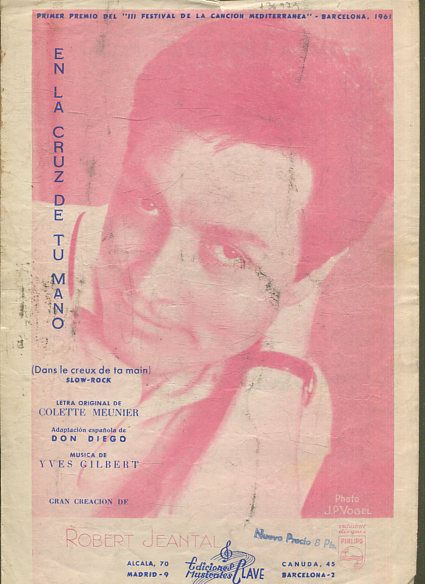 PRIMER PREMIO DEL "III FESTIVAL DE LA CANCION MEDITERRANEA" - BARCELONA, 1961
EN LA CRUZ DE TU MANO
(Dans le creux de ta main)
SLOW-ROCK
LETRA ORIGINAL DE
COLETTE MEUNIER
Adaptación española de
DON DIEGO
MUSICA DE
YVES GILBERT
GRAN CREACION DE
Photo
J.P. VOGEL
ROBERT JEANTAL
Nuevo Precio 8 Pts.
PHILIPS
ALCALA, 70
MADRID-9
Ediciones
Musicales Clave
CANUDA, 45
BARCELONA-2